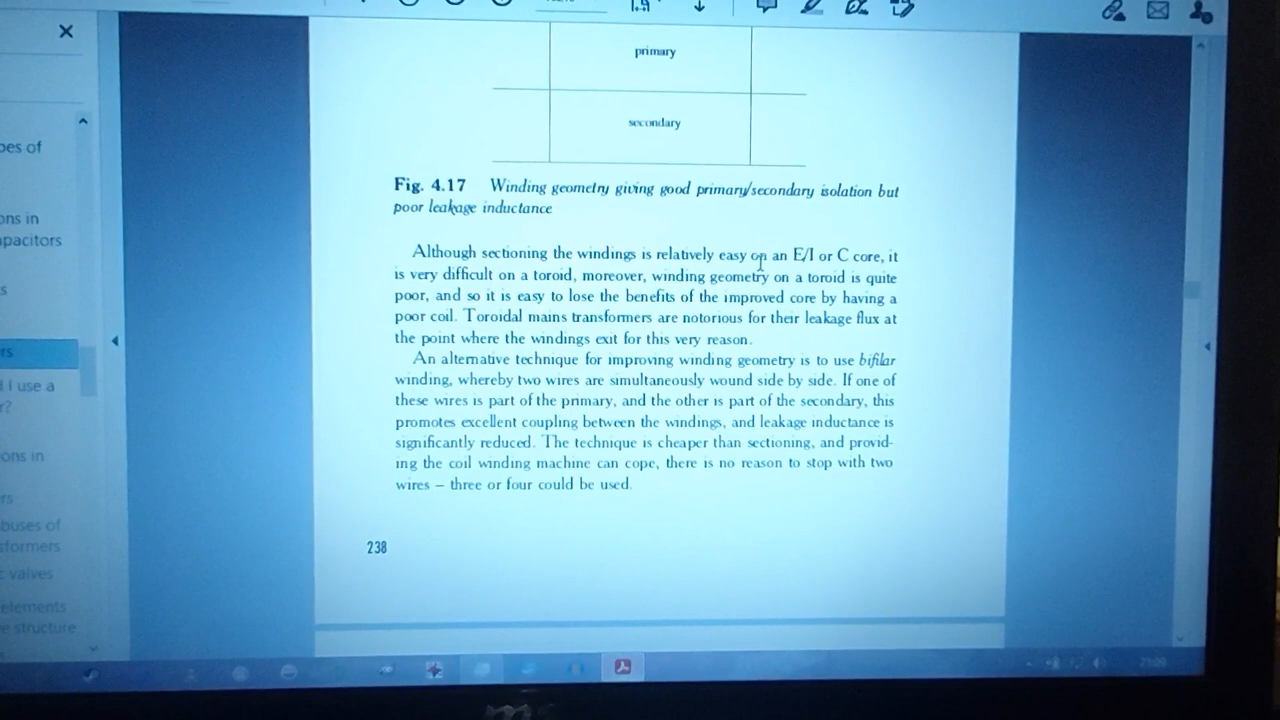 primary
secondary
Fig. 4.17 Winding geometry giving good primary/secondary isolation but
poor leakage inductance
Although sectioning the windings is relatively easy on an E/I or C core, it
is very difficult on a toroid, moreover, winding geometry on a toroid is quite
poor, and so it is easy to lose the benefits of the improved core by having a
poor coil. Toroidal mains transformers are notorious for their leakage flux at
the point where the windings exit for this very reason.
An alternative technique for improving winding geometry is to use bifilar
winding, whereby two wires are simultaneously wound side by side. If one of
these wires is part of the primary, and the other is part of the secondary, this
promotes excellent coupling between the windings, and leakage inductance is
significantly reduced. The technique is cheaper than sectioning, and provid-
ing the coil winding machine can cope, there is no reason to stop with two
wires – three or four could be used.
238
of
ons in
pacitors
s
rs
I use a
r?
ons in
rs
buses of
sformers
valves
elements
e structure